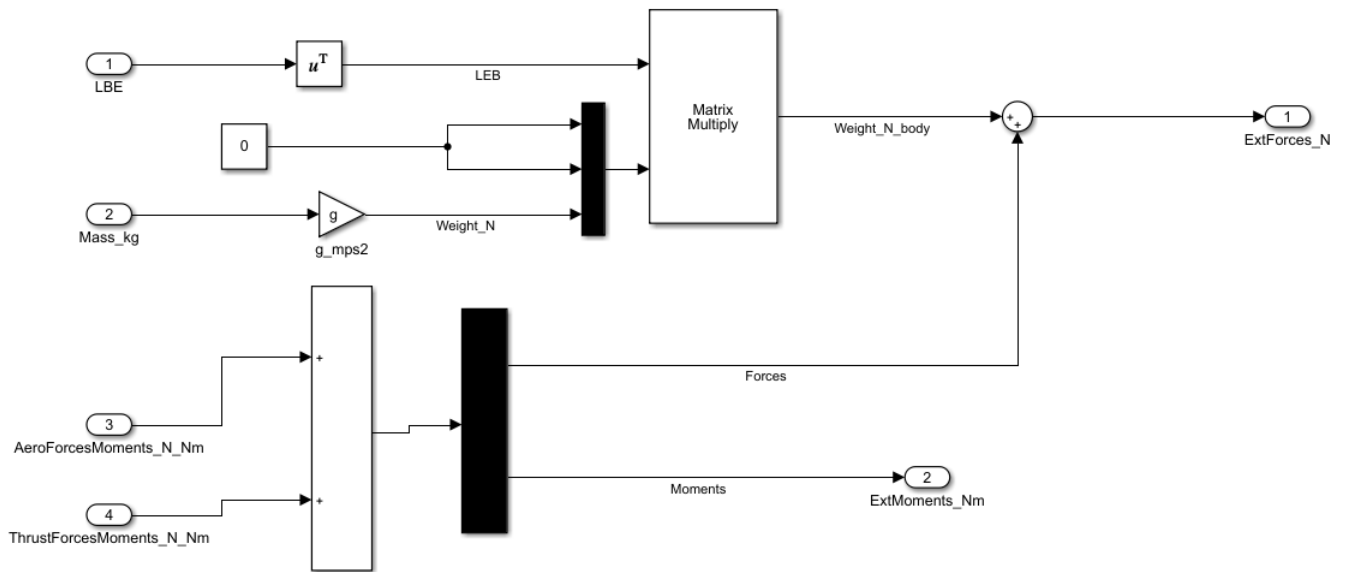 1
LBE
uT
LEB
0
2
Mass_kg
g
g_mps2
Weight_N
Matrix
Multiply
Weight_N_body
+
+
1
ExtForces_N
3
AeroForcesMoments_N_Nm
4
ThrustForcesMoments_N_Nm
+
+
Forces
Moments
2
ExtMoments_Nm